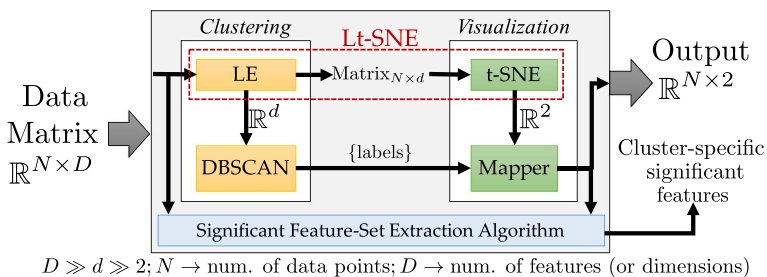 Clustering
Visualization
Lt-SNE
LE
Matrix_{N×d}
t-SNE
Output
ℝ^{N×2}
Data
Matrix
ℝ^{N×D}
ℝ^d
ℝ^2
DBSCAN
{labels}
Mapper
Cluster-specific
significant
features
Significant Feature-Set Extraction Algorithm
D ≫ d ≫ 2; N → num. of data points; D → num. of features (or dimensions)